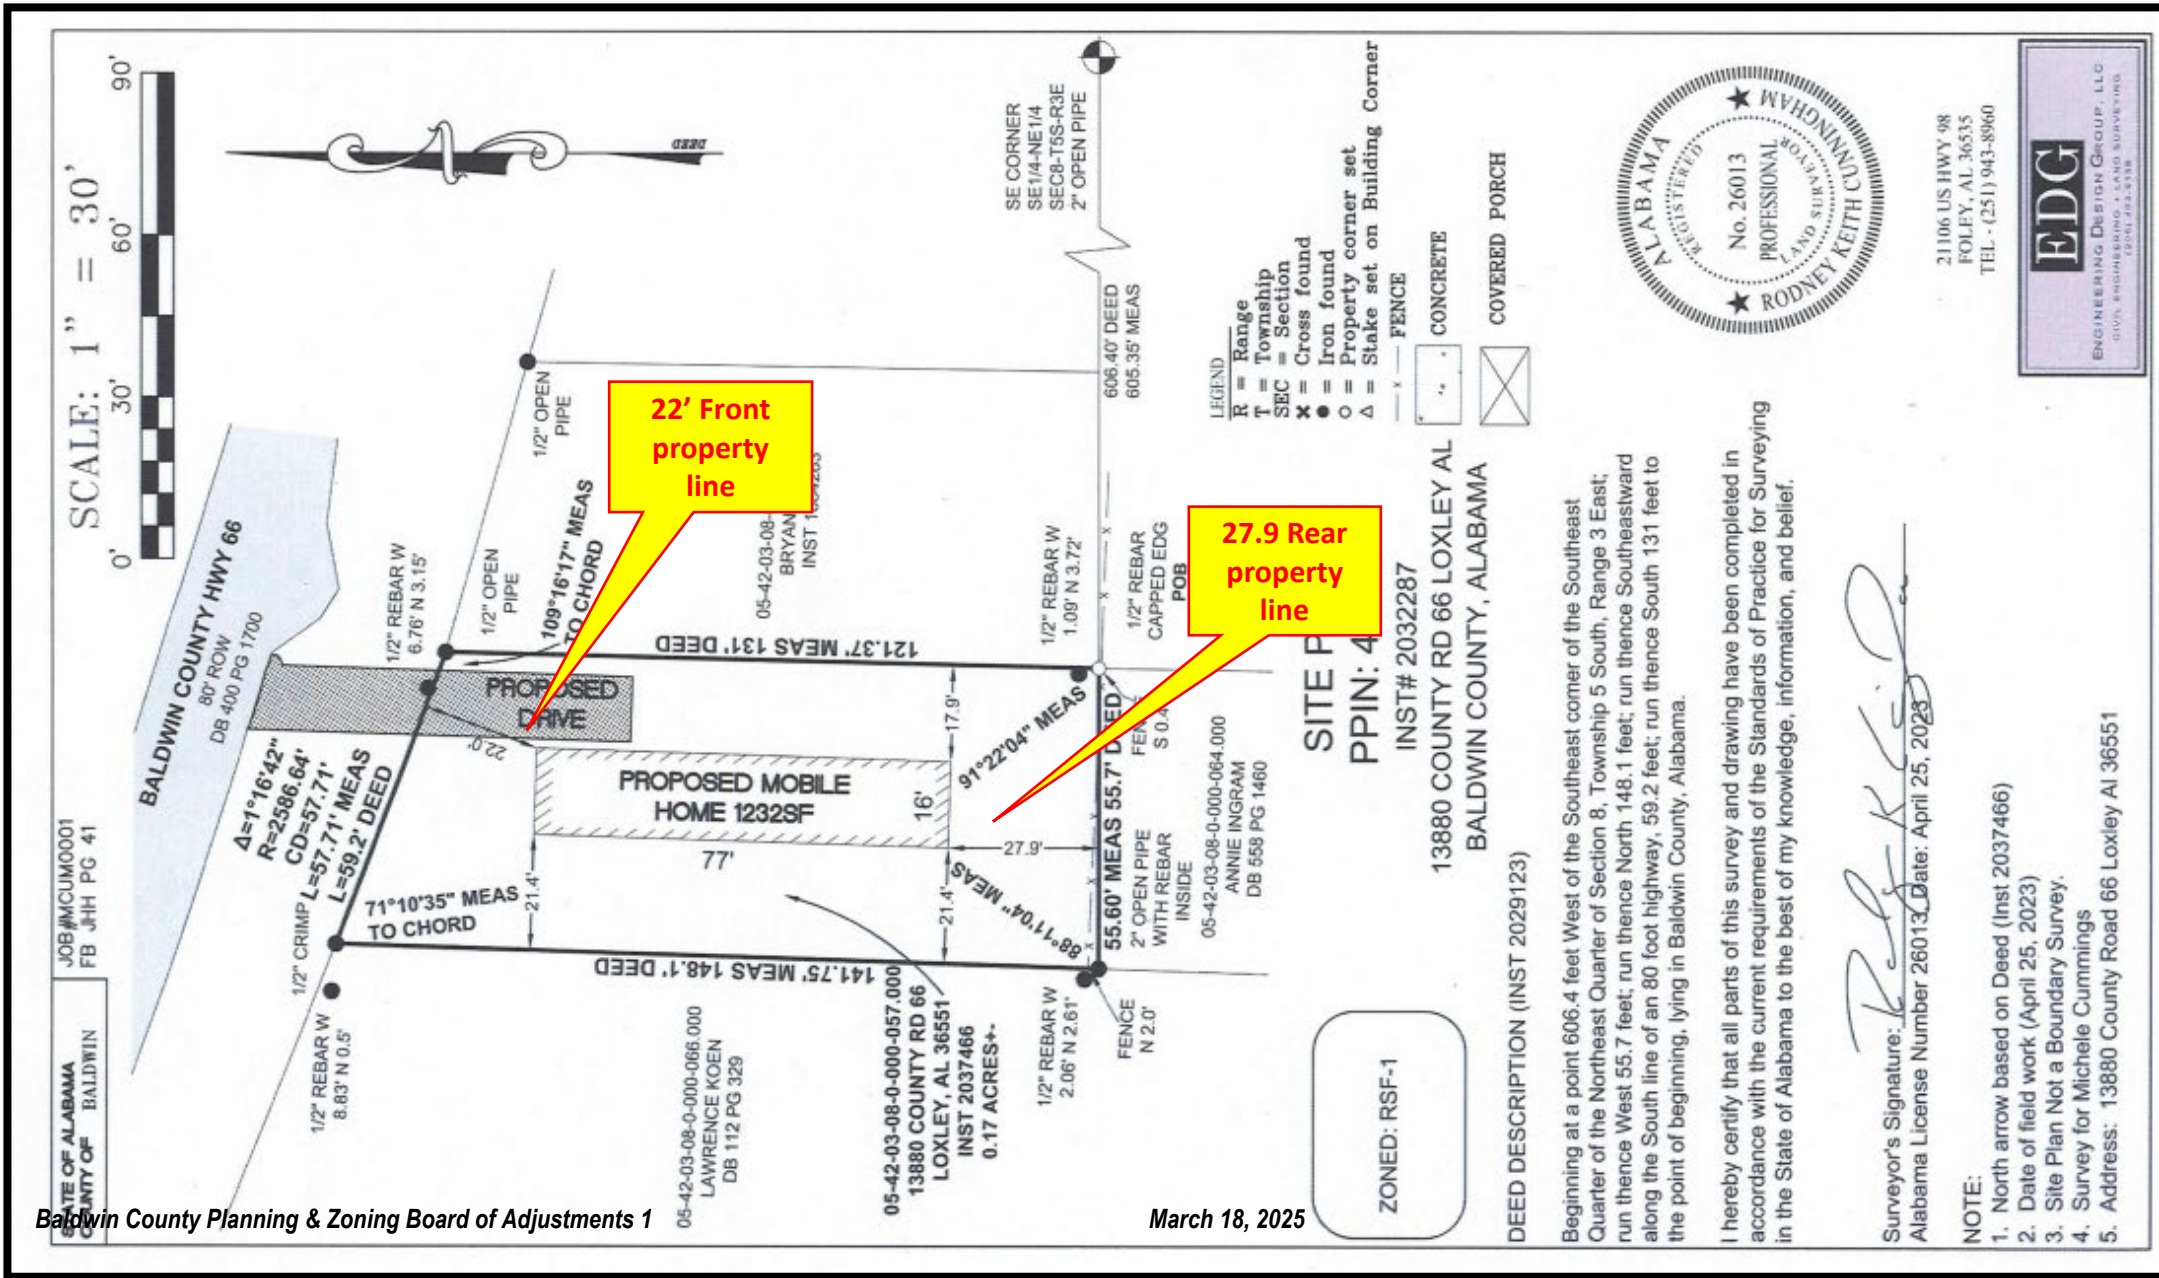 STATE OF ALABAMA
COUNTY OF BALDWIN
JOB#MCUM0001
FB JHH PG 41
SCALE: 1" = 30'
0' 30' 60' 90'
DEED
BALDWIN COUNTY HWY 66
80' ROW
DB 400 PG 1700
Δ=1°16'42"
R=2586.64'
CD=57.71'
L=57.71' MEAS
L=59.2' DEED
1/2" CRIMP
1/2" REBAR W
8.83' N 0.5'
1/2" REBAR W
6.76' N 3.15'
1/2" OPEN
PIPE
1/2" OPEN
PIPE
109°16'17" MEAS
TO CHORD
71°10'35" MEAS
TO CHORD
PROPOSED
DRIVE
22.0'
22' Front
property
line
05-42-03-08-
BRYAN
INST
121.37' MEAS 131' DEED
PROPOSED MOBILE
HOME 1232SF
77'
16'
17.9'
21.4'
21.4'
27.9'
91°22'04" MEAS
88°11'04" MEAS
141.75' MEAS 148.1' DEED
55.60' MEAS 55.7' DEED
27.9 Rear
property
line
1/2" REBAR W
1.09' N 3.72'
1/2" REBAR
CAPPED EDG
POB
FENCE
S 0.4'
2" OPEN PIPE
WITH REBAR
INSIDE
05-42-03-08-0-000-064.000
ANNIE INGRAM
DB 558 PG 1460
1/2" REBAR W
2.06' N 2.61'
FENCE
N 2.0'
05-42-03-08-0-000-066.000
LAWRENCE KOEN
DB 112 PG 329
05-42-03-08-0-000-057.000
13880 COUNTY RD 66
LOXLEY, AL 36551
INST 2037466
0.17 ACRES+-
606.40' DEED
605.35' MEAS
SE CORNER
SE1/4-NE1/4
SEC8-T5S-R3E
2" OPEN PIPE
LEGEND
R = Range
T = Township
SEC = Section
✖ = Cross found
● = Iron found
○ = Property corner set
Δ = Stake set on Building Corner
— x — FENCE
CONCRETE
COVERED PORCH
SITE P
PPIN: 4
INST# 2032287
13880 COUNTY RD 66 LOXLEY AL
BALDWIN COUNTY, ALABAMA
ZONED: RSF-1
DEED DESCRIPTION (INST 2029123)
Beginning at a point 606.4 feet West of the Southeast corner of the Southeast
Quarter of the Northeast Quarter of Section 8, Township 5 South, Range 3 East;
run thence West 55.7 feet; run thence North 148.1 feet; run thence Southeastward
along the South line of an 80 foot highway, 59.2 feet; run thence South 131 feet to
the point of beginning, lying in Baldwin County, Alabama.
I hereby certify that all parts of this survey and drawing have been completed in
accordance with the current requirements of the Standards of Practice for Surveying
in the State of Alabama to the best of my knowledge, information, and belief.
Surveyor's Signature:
Alabama License Number 26013 Date: April 25, 2023
NOTE:
1. North arrow based on Deed (Inst 2037466)
2. Date of field work (April 25, 2023)
3. Site Plan Not a Boundary Survey.
4. Survey for Michele Cummings
5. Address: 13880 County Road 66 Loxley Al 36551
ALABAMA
REGISTERED
No. 26013
PROFESSIONAL
LAND SURVEYOR
RODNEY KEITH CUNNINGHAM
21106 US HWY 98
FOLEY, AL 36535
TEL - (251) 943-8960
EDG
ENGINEERING DESIGN GROUP, LLC
CIVIL ENGINEERING & LAND SURVEYING
Baldwin County Planning & Zoning Board of Adjustments 1
March 18, 2025